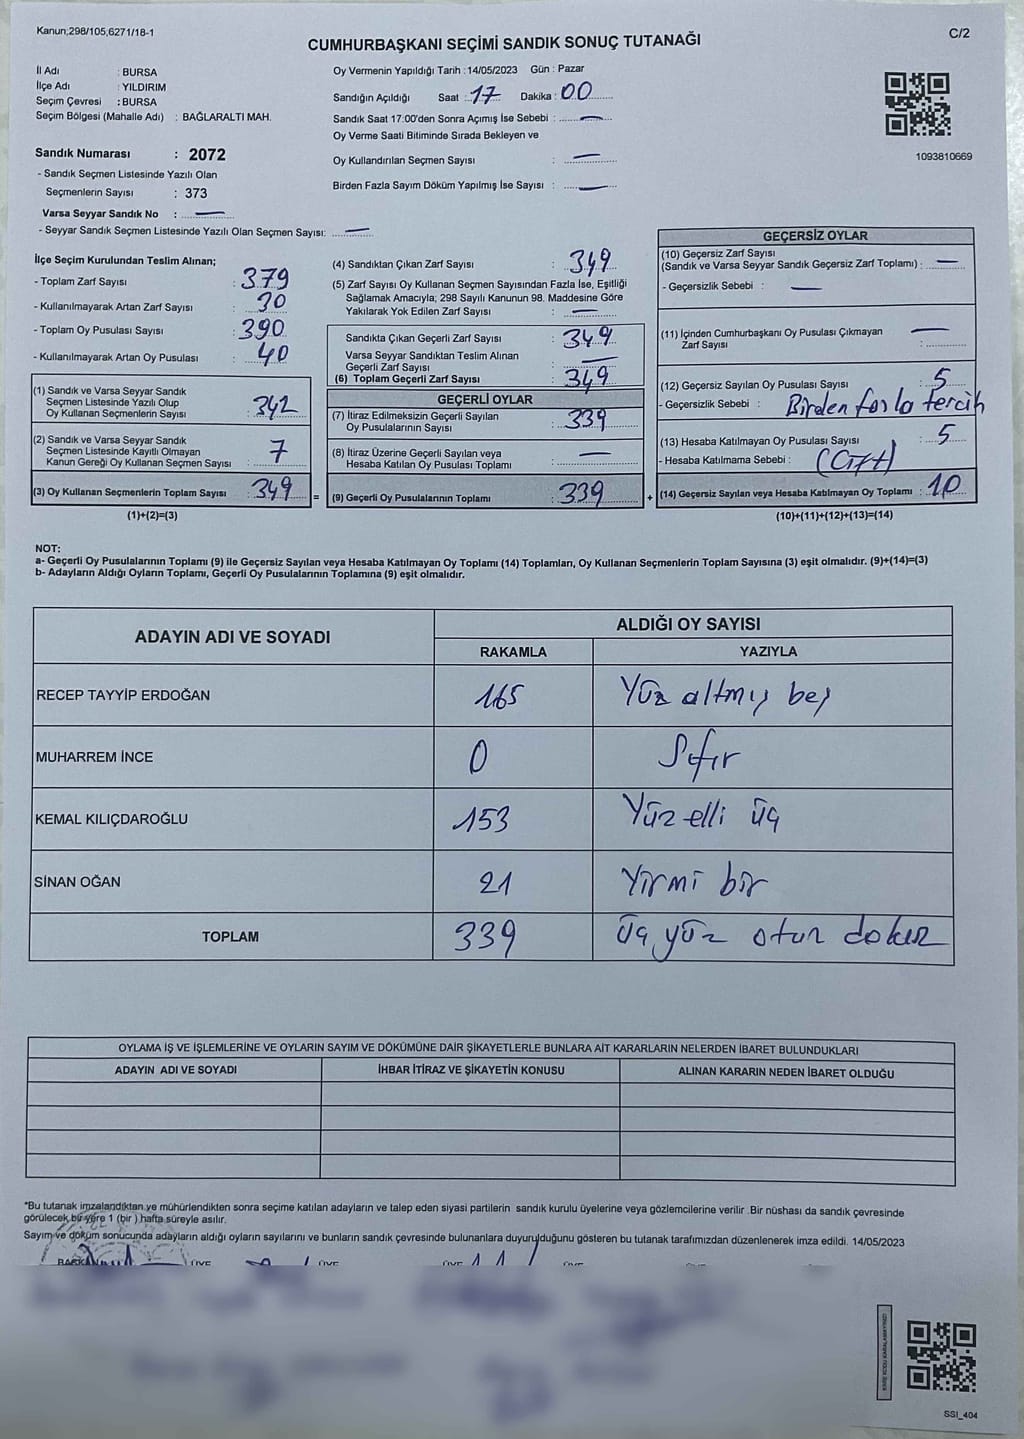 Kanun;298/105,6271/18-1
C/2
CUMHURBAŞKANI SEÇİMİ SANDIK SONUÇ TUTANAĞI
İl Adı : BURSA
İlçe Adı : YILDIRIM
Seçim Çevresi : BURSA
Seçim Bölgesi (Mahalle Adı) : BAĞLARALTI MAH.
Sandık Numarası : 2072
- Sandık Seçmen Listesinde Yazılı Olan
Seçmenlerin Sayısı : 373
Varsa Seyyar Sandık No : —
- Seyyar Sandık Seçmen Listesinde Yazılı Olan Seçmen Sayısı: —
Oy Vermenin Yapıldığı Tarih : 14/05/2023 Gün : Pazar
Sandığın Açıldığı Saat : 17 Dakika : 00
Sandık Saat 17:00'den Sonra Açımış İse Sebebi : —
Oy Verme Saati Bitiminde Sırada Bekleyen ve
Oy Kullandırılan Seçmen Sayısı : —
Birden Fazla Sayım Döküm Yapılmış İse Sayısı : —
1093810669
İlçe Seçim Kurulundan Teslim Alınan;
- Toplam Zarf Sayısı : 379
- Kullanılmayarak Artan Zarf Sayısı : 30
- Toplam Oy Pusulası Sayısı : 390
- Kullanılmayarak Artan Oy Pusulası : 40
(1) Sandık ve Varsa Seyyar Sandık
Seçmen Listesinde Yazılı Olup
Oy Kullanan Seçmenlerin Sayısı : 342
(2) Sandık ve Varsa Seyyar Sandık
Seçmen Listesinde Kayıtlı Olmayan
Kanun Gereği Oy Kullanan Seçmen Sayısı : 7
(3) Oy Kullanan Seçmenlerin Toplam Sayısı : 349
(1)+(2)=(3)
(4) Sandıktan Çıkan Zarf Sayısı : 349
(5) Zarf Sayısı Oy Kullanan Seçmen Sayısından Fazla İse, Eşitliği
Sağlamak Amacıyla; 298 Sayılı Kanunun 98. Maddesine Göre
Yakılarak Yok Edilen Zarf Sayısı : —
Sandıkta Çıkan Geçerli Zarf Sayısı : 349
Varsa Seyyar Sandıktan Teslim Alınan
Geçerli Zarf Sayısı : —
(6) Toplam Geçerli Zarf Sayısı : 349
GEÇERLİ OYLAR
(7) İtiraz Edilmeksizin Geçerli Sayılan
Oy Pusulalarının Sayısı : 339
(8) İtiraz Üzerine Geçerli Sayılan veya
Hesaba Katılan Oy Pusulası Toplamı : —
= (9) Geçerli Oy Pusulalarının Toplamı : 339 +
GEÇERSİZ OYLAR
(10) Geçersiz Zarf Sayısı
(Sandık ve Varsa Seyyar Sandık Geçersiz Zarf Toplamı) : —
- Geçersizlik Sebebi : —
(11) İçinden Cumhurbaşkanı Oy Pusulası Çıkmayan
Zarf Sayısı : —
(12) Geçersiz Sayılan Oy Pusulası Sayısı : 5
- Geçersizlik Sebebi : Birden fazla tercih
(13) Hesaba Katılmayan Oy Pusulası Sayısı : 5
- Hesaba Katılmama Sebebi : (Çift)
(14) Geçersiz Sayılan veya Hesaba Katılmayan Oy Toplamı : 10
(10)+(11)+(12)+(13)=(14)
NOT:
a- Geçerli Oy Pusulalarının Toplamı (9) ile Geçersiz Sayılan veya Hesaba Katılmayan Oy Toplamı (14) Toplamları, Oy Kullanan Seçmenlerin Toplam Sayısına (3) eşit olmalıdır. (9)+(14)=(3)
b- Adayların Aldığı Oyların Toplamı, Geçerli Oy Pusulalarının Toplamına (9) eşit olmalıdır.
ADAYIN ADI VE SOYADI ALDIĞI OY SAYISI
RAKAMLA YAZIYLA
RECEP TAYYİP ERDOĞAN 165 Yüz altmış beş
MUHARREM İNCE 0 Sıfır
KEMAL KILIÇDAROĞLU 153 Yüz elli üç
SİNAN OĞAN 21 Yirmi bir
TOPLAM 339 üç yüz otuz dokuz
OYLAMA İŞ VE İŞLEMLERİNE VE OYLARIN SAYIM VE DÖKÜMÜNE DAİR ŞİKAYETLERLE BUNLARA AİT KARARLARIN NELERDEN İBARET BULUNDUKLARI
ADAYIN ADI VE SOYADI İHBAR İTİRAZ VE ŞİKAYETİN KONUSU ALINAN KARARIN NEDEN İBARET OLDUĞU
*Bu tutanak imzalandıktan ve mühürlendikten sonra seçime katılan adayların ve talep eden siyasi partilerin sandık kurulu üyelerine veya gözlemcilerine verilir .Bir nüshası da sandık çevresinde
görülecek bir yere 1 (bir ) hafta süreyle asılır.
Sayım ve döküm sonucunda adayların aldığı oyların sayılarını ve bunların sandık çevresinde bulunanlara duyurulduğunu gösteren bu tutanak tarafımızdan düzenlenerek imza edildi. 14/05/2023
ÜYE ÜYE ÜYE ÜYE
SSI_404